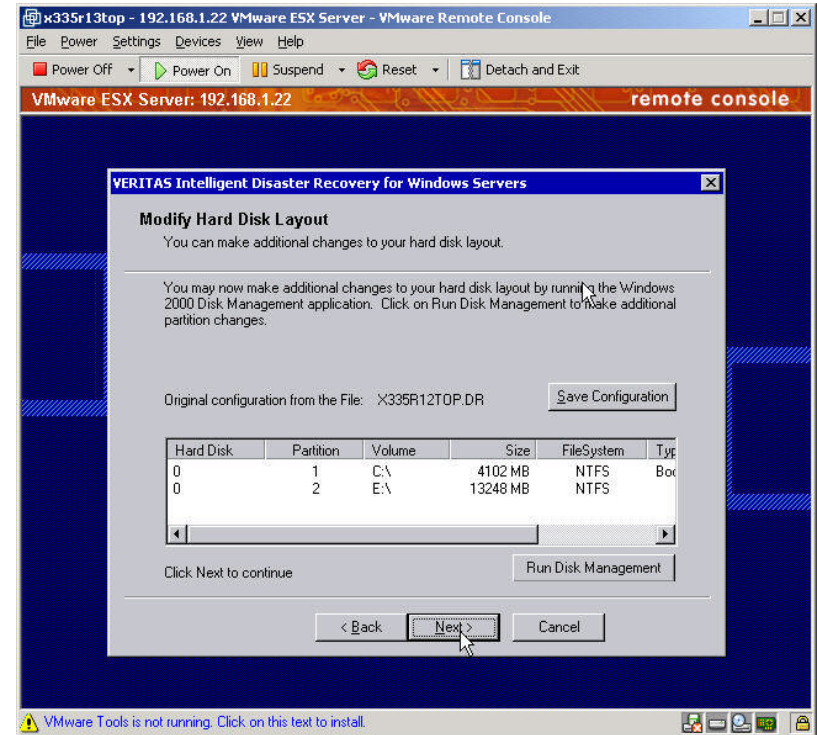 x335r13top - 192.168.1.22 VMware ESX Server - VMware Remote Console
File Power Settings Devices View Help
Power Off Power On Suspend Reset Detach and Exit
VMware ESX Server: 192.168.1.22 remote console
VERITAS Intelligent Disaster Recovery for Windows Servers
Modify Hard Disk Layout
You can make additional changes to your hard disk layout.
You may now make additional changes to your hard disk layout by running the Windows
2000 Disk Management application. Click on Run Disk Management to make additional
partition changes.
Original configuration from the File: X335R12TOP.DR Save Configuration
Hard Disk Partition Volume Size FileSystem Typ
0 1 C:\ 4102 MB NTFS Boo
0 2 E:\ 13248 MB NTFS
Click Next to continue Run Disk Management
< Back Next > Cancel
VMware Tools is not running. Click on this text to install.